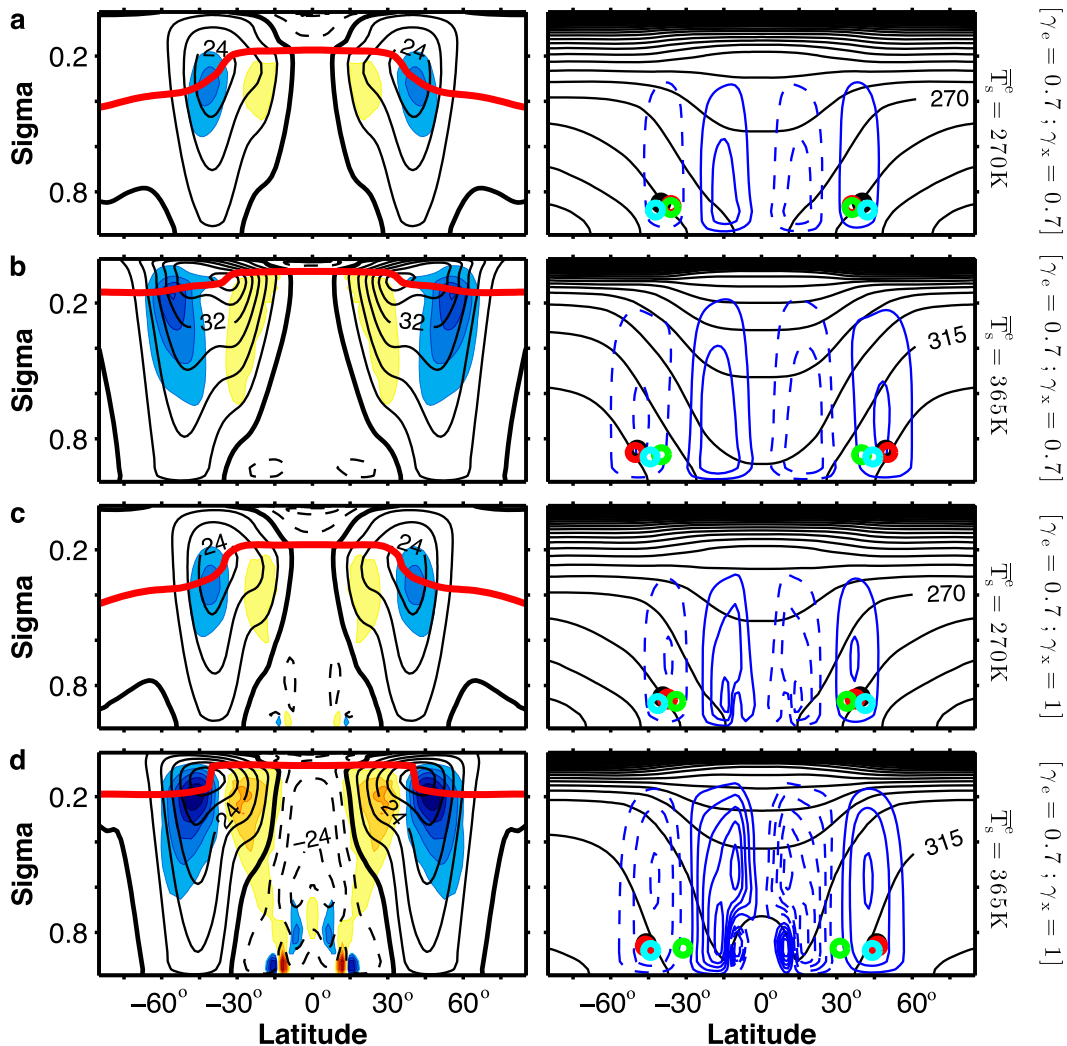 a
Sigma
0.2
0.8
24
24
270
T̅ₛᵉ = 270K
[γₑ = 0.7 ; γₓ = 0.7]
b
Sigma
0.2
0.8
32
32
315
T̅ₛᵉ = 365K
[γₑ = 0.7 ; γₓ = 0.7]
c
Sigma
0.2
0.8
24
24
270
T̅ₛᵉ = 270K
[γₑ = 0.7 ; γₓ = 1]
d
Sigma
0.2
0.8
24
−24
24
315
T̅ₛᵉ = 365K
[γₑ = 0.7 ; γₓ = 1]
−60° −30° 0° 30° 60°
−60° −30° 0° 30° 60°
Latitude
Latitude